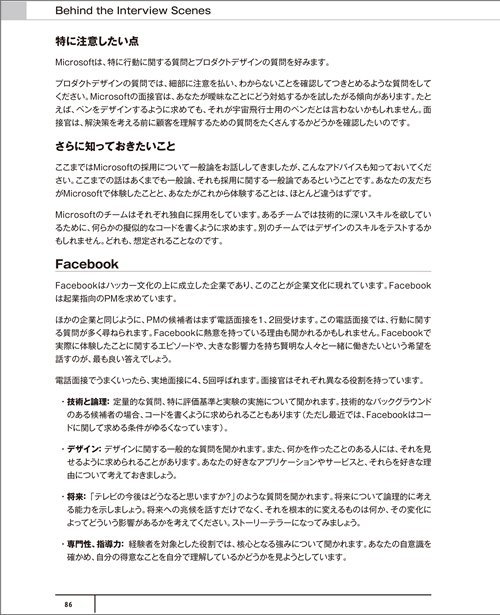 Behind the Interview Scenes
特に注意したい点
Microsoftは、特に行動に関する質問とプロダクトデザインの質問を好みます。
プロダクトデザインの質問では、細部に注意を払い、わからないことを確認してつきとめるような質問をして
ください。Microsoftの面接官は、あなたが曖昧なことにどう対処するかを試したがる傾向があります。たと
えば、ペンをデザインするように求めても、それが宇宙飛行士用のペンだとは言わないかもしれません。面
接官は、解決策を考える前に顧客を理解するための質問をたくさんするかどうかを確認したいのです。
さらに知っておきたいこと
ここまではMicrosoftの採用について一般論をお話ししてきましたが、こんなアドバイスも知っておいてくだ
さい。ここまでの話はあくまでも一般論、それも採用に関する一般論であるということです。あなたの友だち
がMicrosoftで体験したことと、あなたがこれから体験することは、ほとんど違うはずです。
Microsoftのチームはそれぞれ独自に採用をしています。あるチームでは技術的に深いスキルを欲してい
るために、何らかの擬似的なコードを書くように求めます。別のチームではデザインのスキルをテストするか
もしれません。どれも、想定されることなのです。
Facebook
Facebookはハッカー文化の上に成立した企業であり、このことが企業文化に現れています。Facebook
は起業指向のPMを求めています。
ほかの企業と同じように、PMの候補者はまず電話面接を1、2回受けます。この電話面接では、行動に関す
る質問が多く尋ねられます。Facebookに熱意を持っている理由も聞かれるかもしれません。Facebookで
実際に体験したことに関するエピソードや、大きな影響力を持ち賢明な人々と一緒に働きたいという希望を
話すのが、最も良い答えでしょう。
電話面接でうまくいったら、実地面接に4、5回呼ばれます。面接官はそれぞれ異なる役割を持っています。
・技術と論理: 定量的な質問、特に評価基準と実験の実施について聞かれます。技術的なバックグラウンド
のある候補者の場合、コードを書くように求められることもあります(ただし最近では、Facebookはコー
ドに関して求める条件がゆるくなっています)。
・デザイン: デザインに関する一般的な質問を聞かれます。また、何かを作ったことのある人には、それを見
せるように求められることがあります。あなたの好きなアプリケーションやサービスと、それらを好きな理
由について考えておきましょう。
・将来: 「テレビの今後はどうなると思いますか?」のような質問を聞かれます。将来について論理的に考え
る能力を示しましょう。将来への兆候を話すだけでなく、それを根本的に変えるものは何か、その変化に
よってどういう影響があるかを考えてください。ストーリーテラーになってみましょう。
・専門性、指導力: 経験者を対象とした役割では、核心となる強みについて聞かれます。あなたの自意識を
確かめ、自分の得意なことを自分で理解しているかどうかを見ようとしています。
86